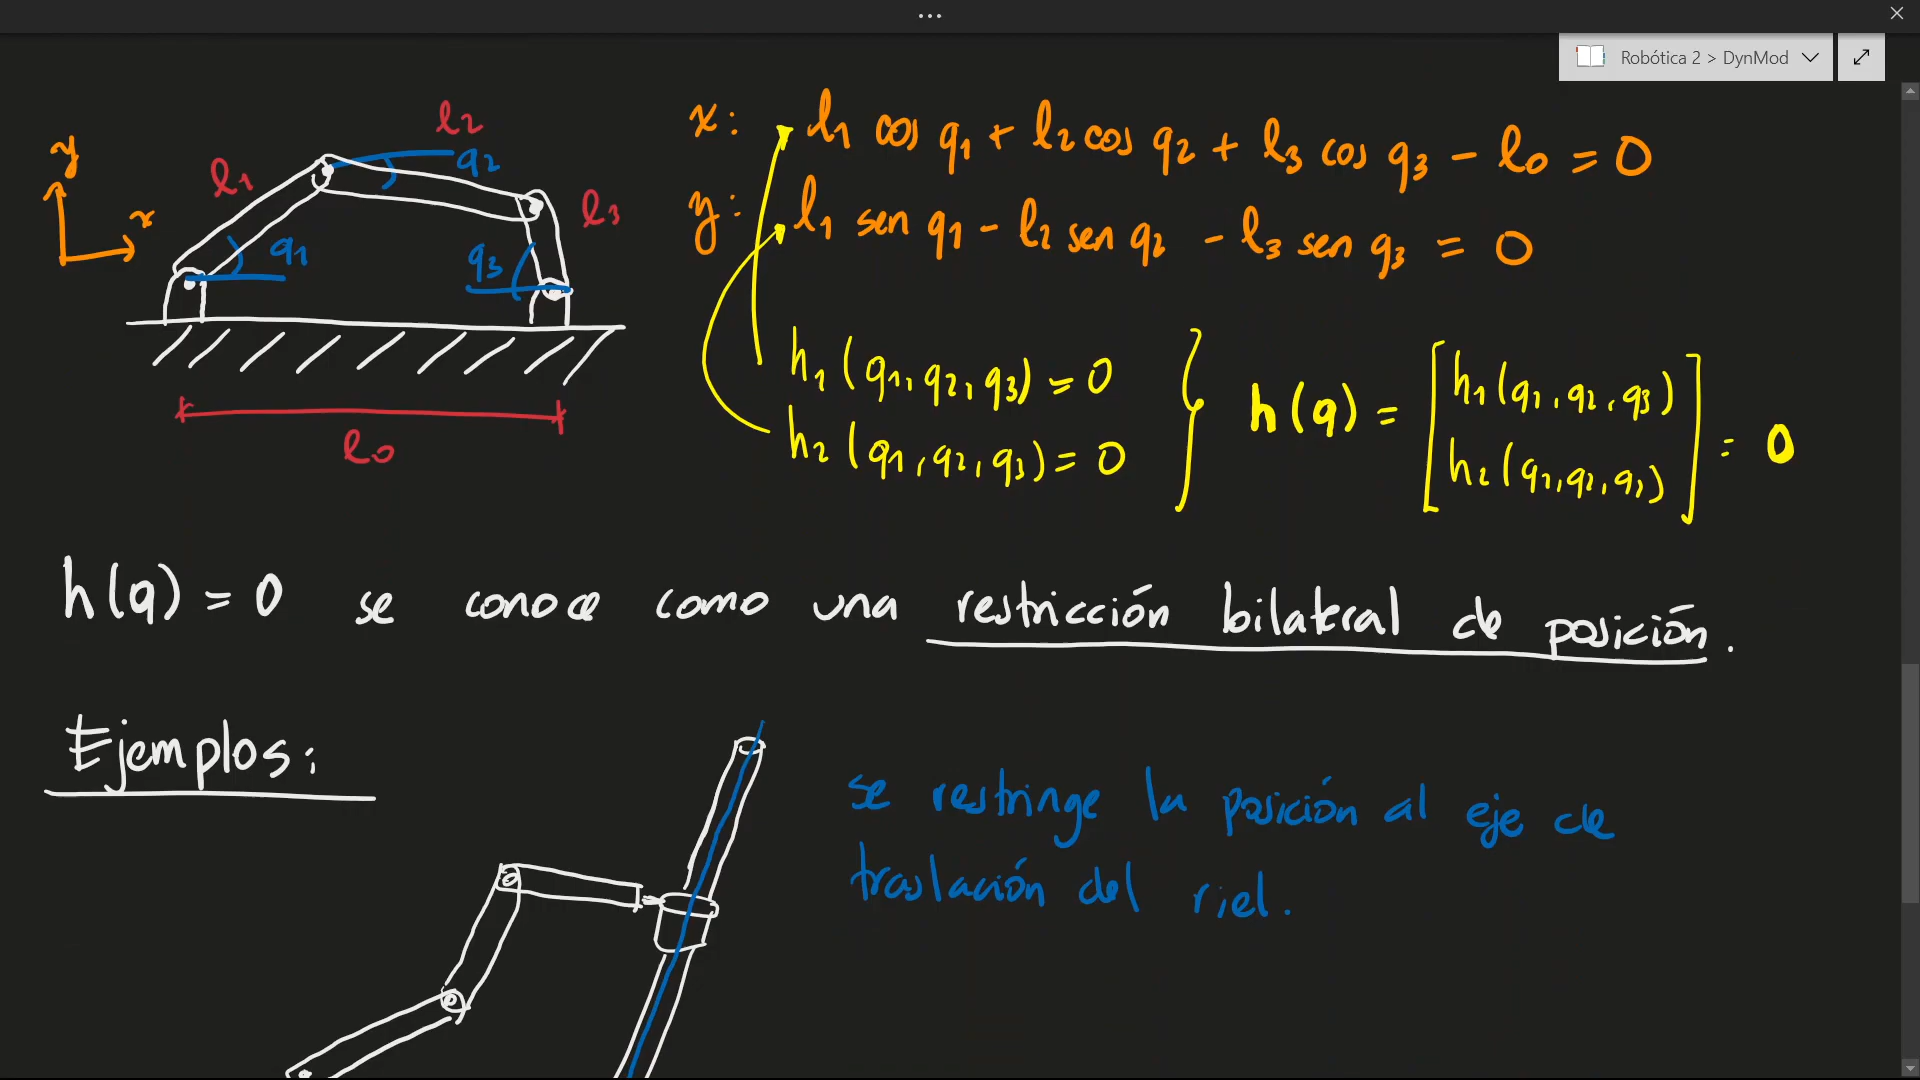 Robótica 2 > DynMod
y
x
l1
l2
l3
q1
q2
q3
l0
x: l1 cos q1 + l2 cos q2 + l3 cos q3 - l0 = 0
y: l1 sen q1 - l2 sen q2 - l3 sen q3 = 0
h1(q1, q2, q3) = 0
h2(q1, q2, q3) = 0
h(q) = [h1(q1, q2, q3)
h2(q1, q2, q3)] = 0
h(q) = 0 se conoce como una restricción bilateral de posición.
Ejemplos:
se restringe la posición al eje de
traslación del riel.